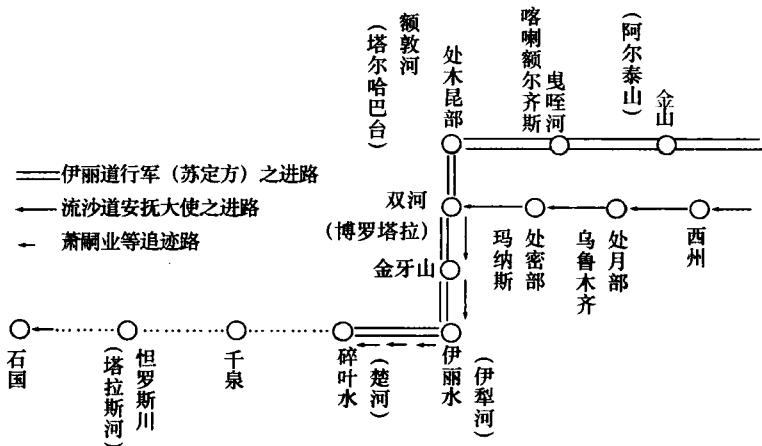 额敦河
(塔尔哈巴台)
处木昆部
喀喇额尔齐斯
曳咥河
(阿尔泰山)
金山
伊丽道行军(苏定方)之进路
流沙道安抚大使之进路
萧嗣业等追迹路
双河
(博罗塔拉)
玛纳斯
处密部
乌鲁木齐
处月部
西州
金牙山
石国
(塔拉斯河)
怛罗斯川
千泉
碎叶水
(楚河)
伊丽水
(伊犁河)